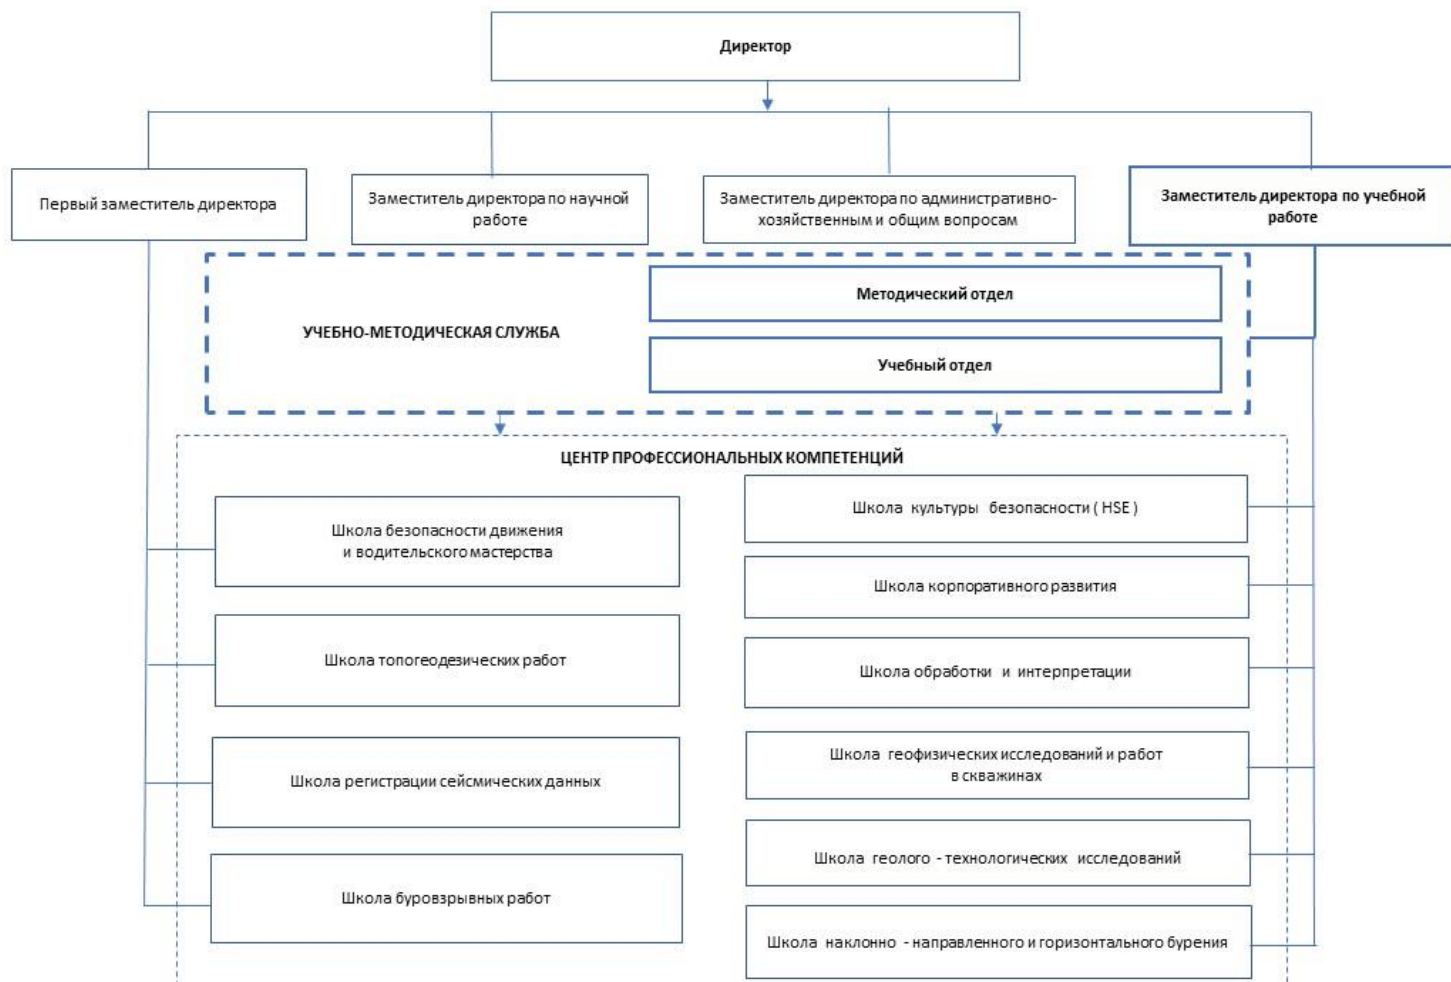 Директор
Первый заместитель директора
Заместитель директора по научной
работе
Заместитель директора по административно-
хозяйственным и общим вопросам
Заместитель директора по учебной
работе
УЧЕБНО-МЕТОДИЧЕСКАЯ СЛУЖБА
Методический отдел
Учебный отдел
ЦЕНТР ПРОФЕССИОНАЛЬНЫХ КОМПЕТЕНЦИЙ
Школа безопасности движения
и водительского мастерства
Школа топогеодезических работ
Школа регистрации сейсмических данных
Школа буровзрывных работ
Школа культуры безопасности ( HSE )
Школа корпоративного развития
Школа обработки и интерпретации
Школа геофизических исследований и работ
в скважинах
Школа геолого - технологических исследований
Школа наклонно - направленного и горизонтального бурения